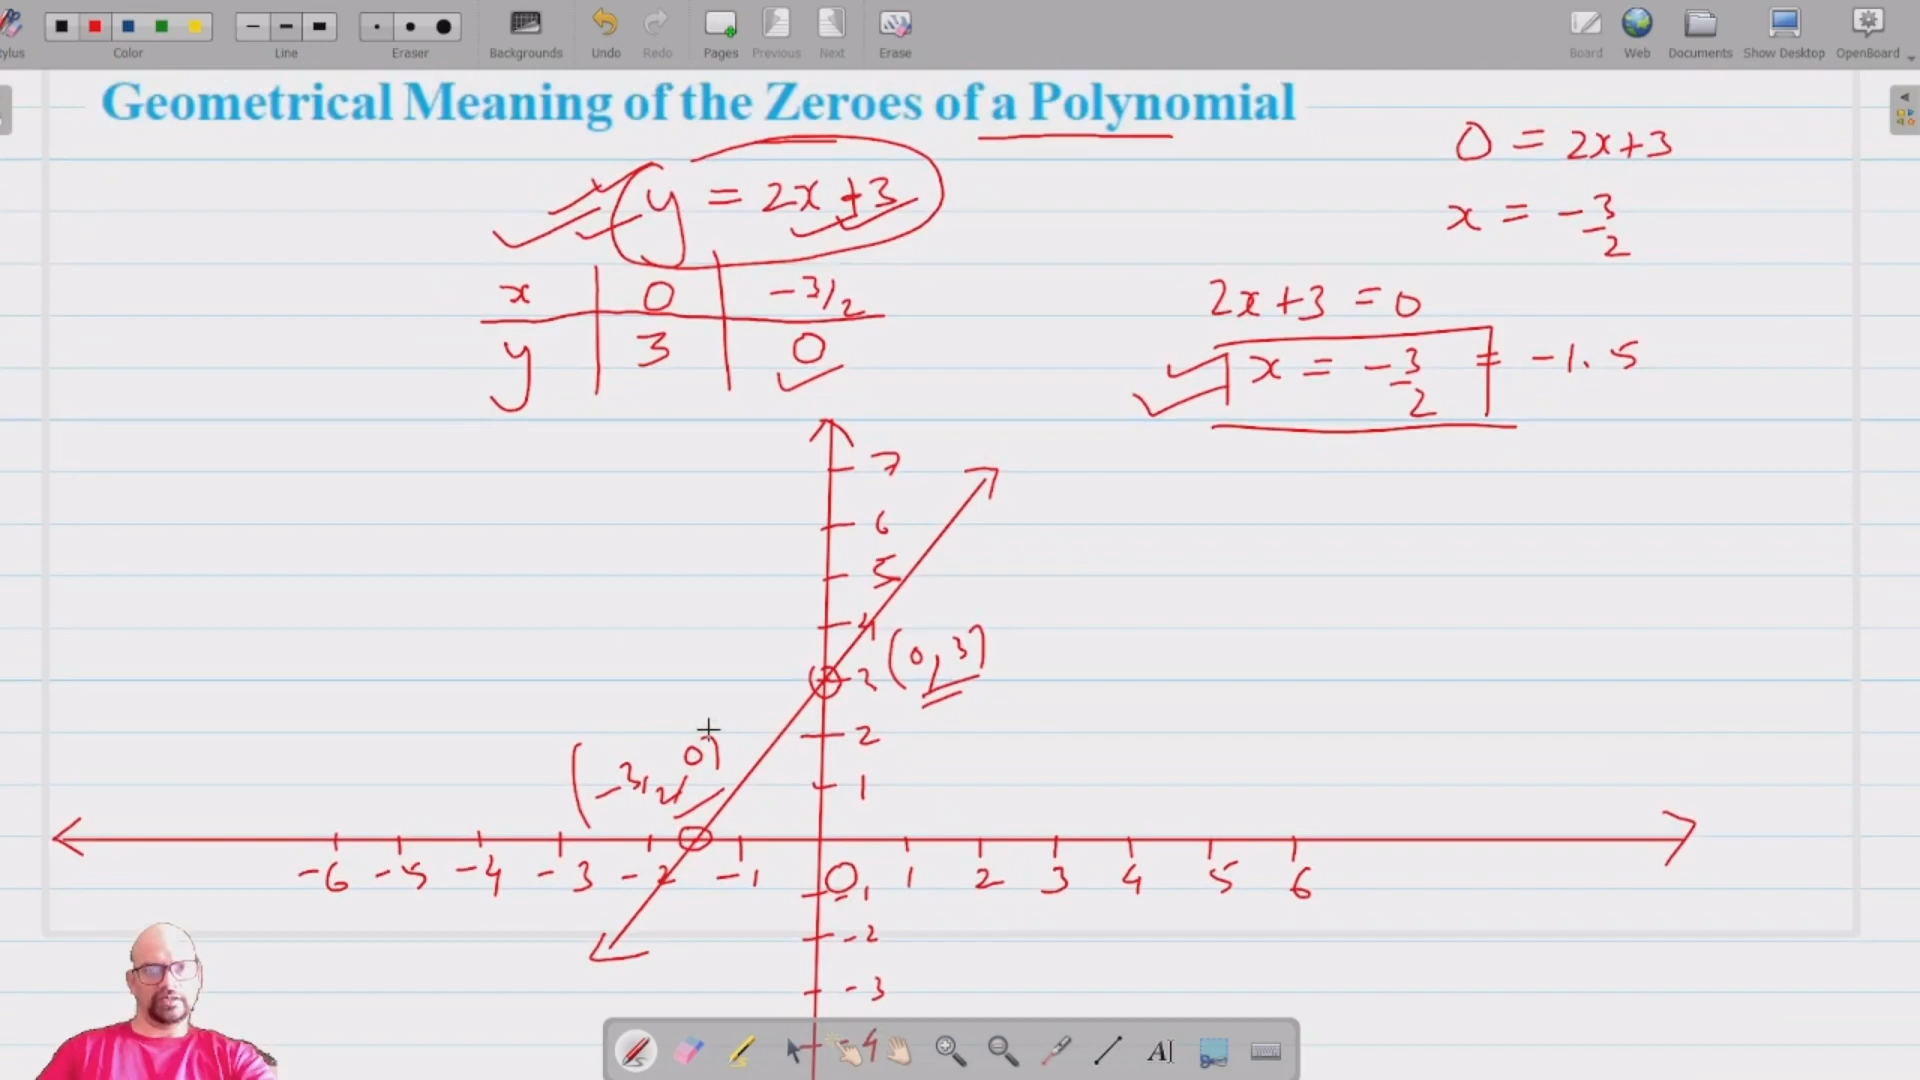 Stylus
Color
Line
Eraser
Backgrounds
Undo
Redo
Pages
Previous
Next
Erase
Board
Web
Documents
Show Desktop
OpenBoard
Geometrical Meaning of the Zeroes of a Polynomial
y = 2x+3
0 = 2x+3
x = -3/2
x 0 -3/2
y 3 0
2x+3 = 0
x = -3/2 = -1.5
7
6
5
4
3 (0, 3)
2
(-3/2, 0)
1
-6 -5 -4 -3 -2 -1 0 1 2 3 4 5 6
-1
-2
-3
-4